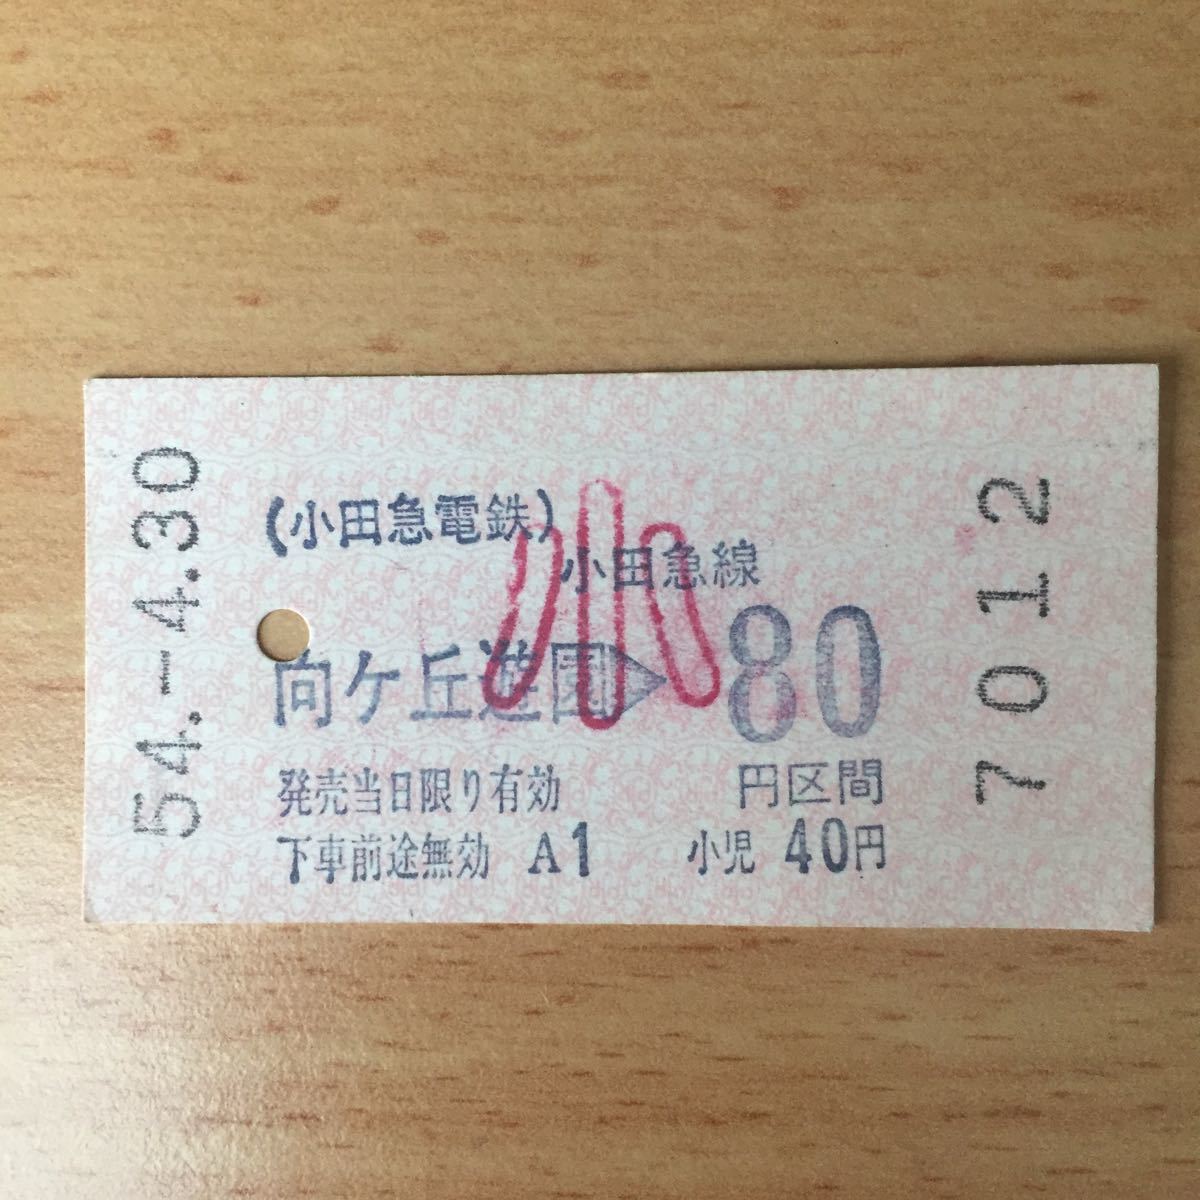 54.-4.30
(小田急電鉄)
小
小田急線
向ケ丘遊園
80
発売当日限り有効
円区間
下車前途無効 A1
小児 40円
7012